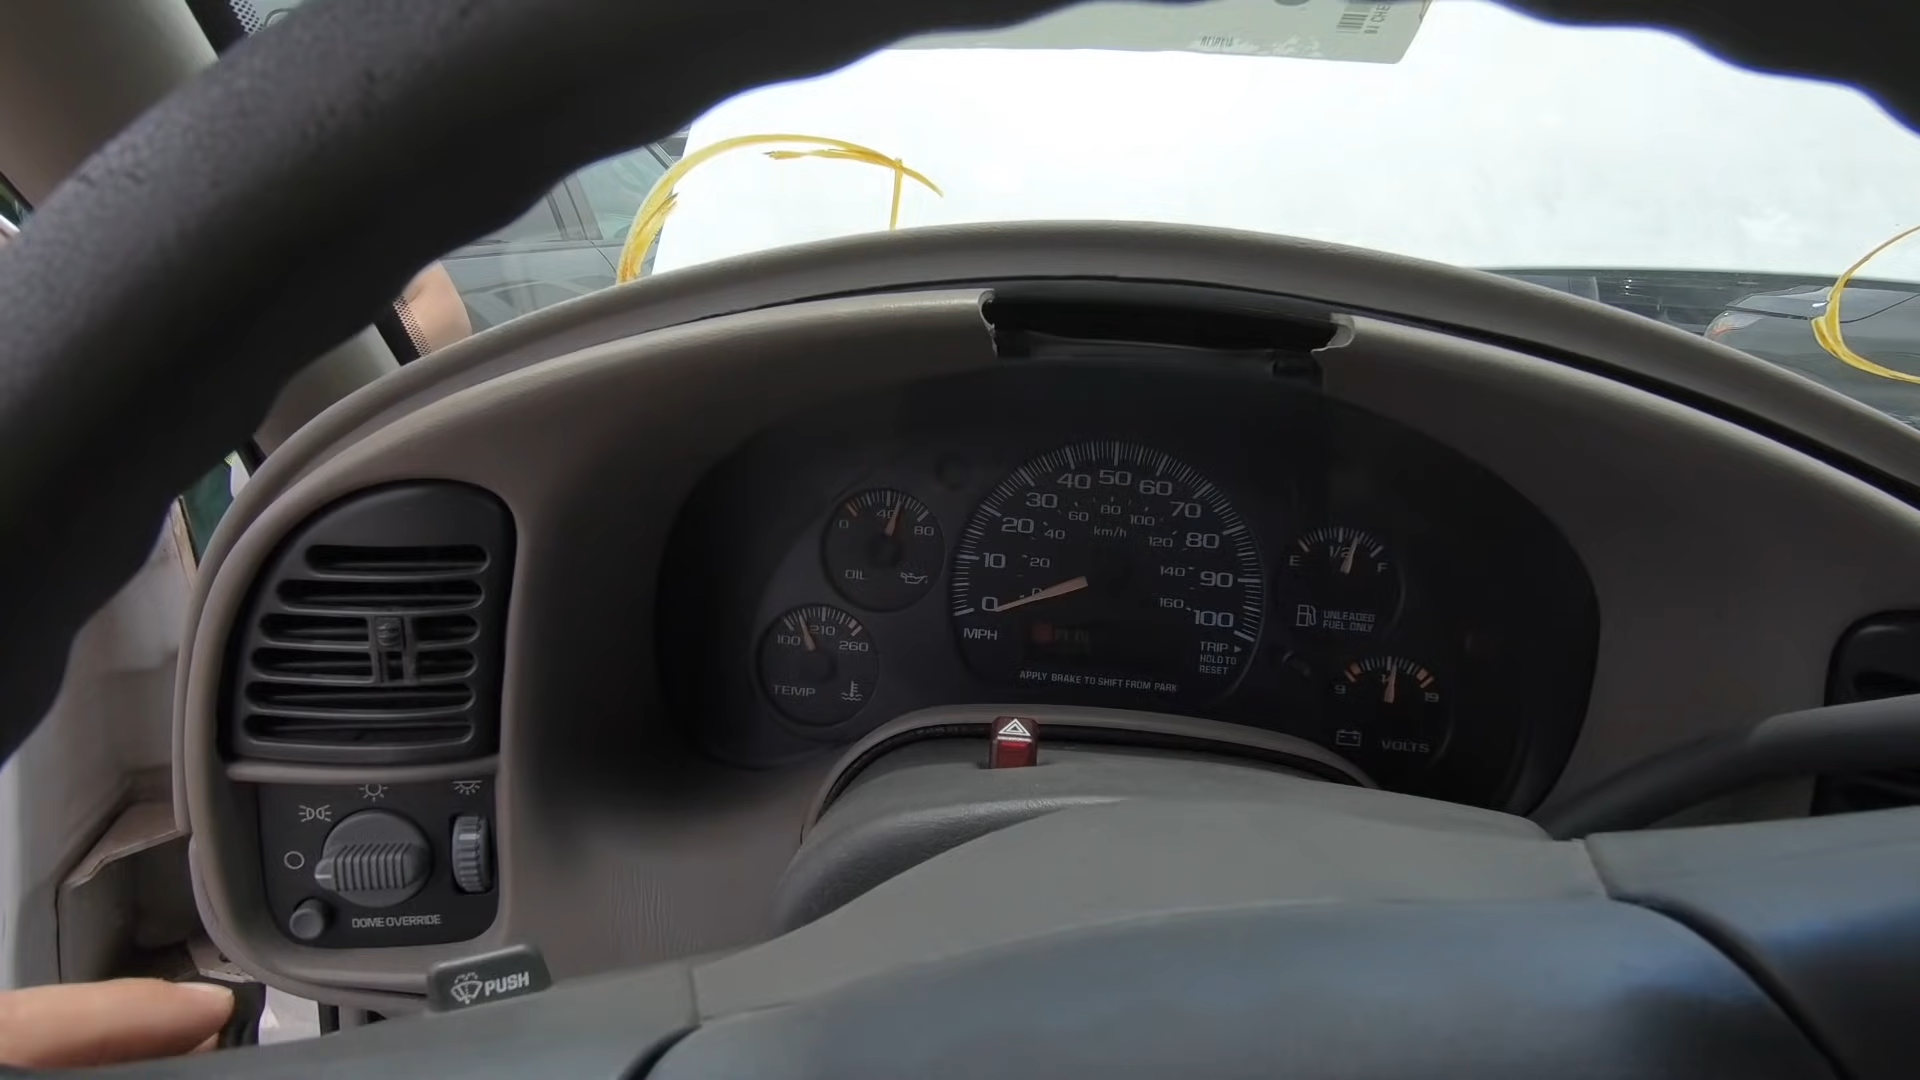 40
0
80
OIL
100
210
260
TEMP
0
10
20
30
40
50
60
70
80
90
100
20
40
60
80
100
120
140
160
km/h
MPH
TRIP
HOLD TO
RESET
APPLY BRAKE TO SHIFT FROM PARK
E
1/2
F
UNLEADED
FUEL ONLY
9
19
VOLTS
DOME OVERRIDE
PUSH